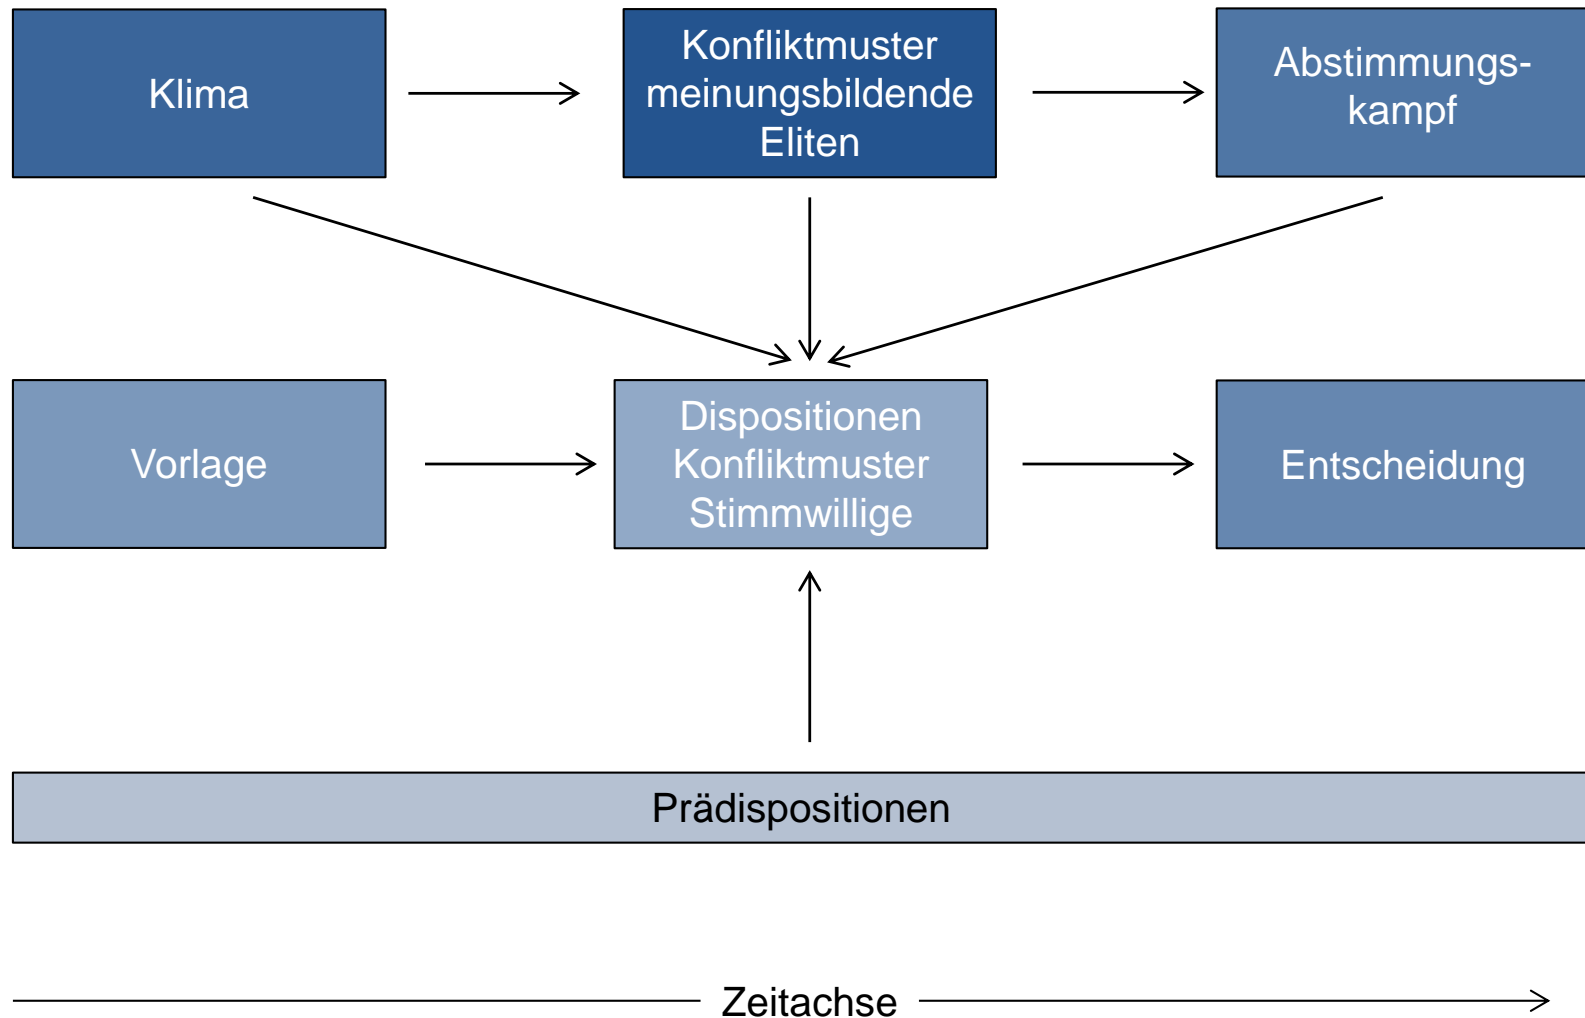 Klima
Konfliktmuster
meinungsbildende
Eliten
Abstimmungs-
kampf
Vorlage
Dispositionen
Konfliktmuster
Stimmwillige
Entscheidung
Prädispositionen
Zeitachse